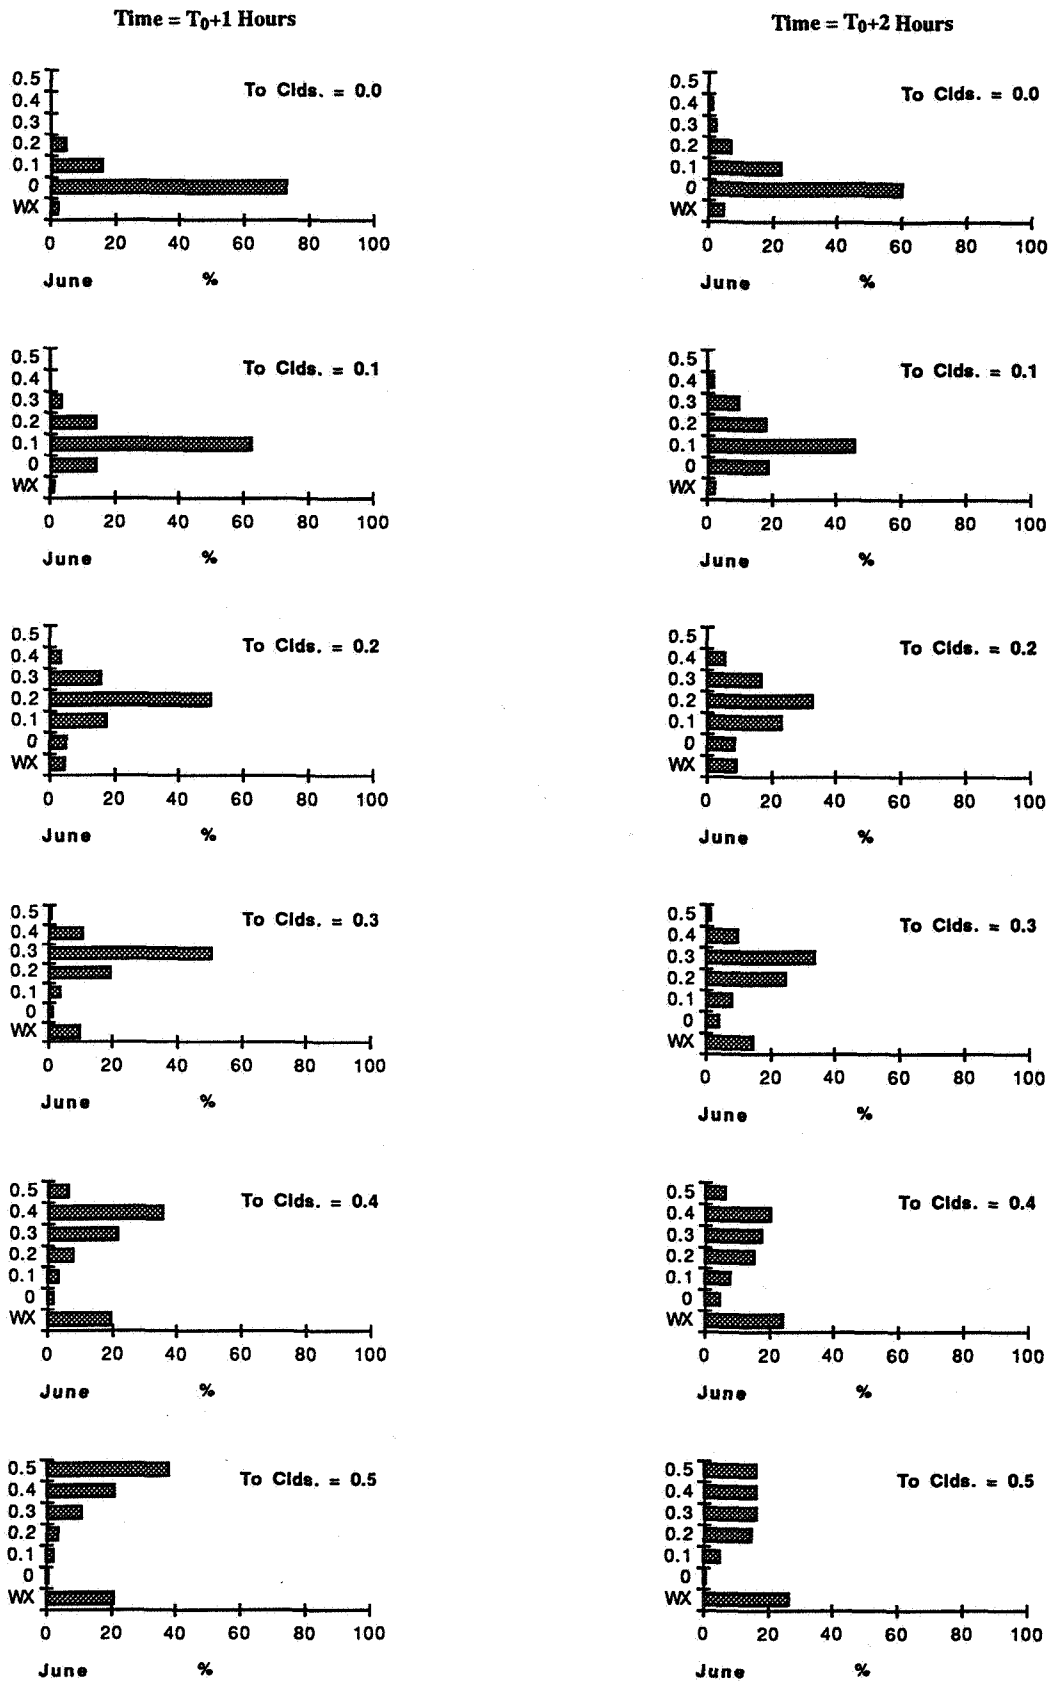 Time = T0+1 Hours
Time = T0+2 Hours
To Clds. = 0.0
0.5
0.4
0.3
0.2
0.1
0
WX
0 20 40 60 80 100
June %
To Clds. = 0.0
0.5
0.4
0.3
0.2
0.1
0
WX
0 20 40 60 80 100
June %
To Clds. = 0.1
0.5
0.4
0.3
0.2
0.1
0
WX
0 20 40 60 80 100
June %
To Clds. = 0.1
0.5
0.4
0.3
0.2
0.1
0
WX
0 20 40 60 80 100
June %
To Clds. = 0.2
0.5
0.4
0.3
0.2
0.1
0
WX
0 20 40 60 80 100
June %
To Clds. = 0.2
0.5
0.4
0.3
0.2
0.1
0
WX
0 20 40 60 80 100
June %
To Clds. = 0.3
0.5
0.4
0.3
0.2
0.1
0
WX
0 20 40 60 80 100
June %
To Clds. = 0.3
0.5
0.4
0.3
0.2
0.1
0
WX
0 20 40 60 80 100
June %
To Clds. = 0.4
0.5
0.4
0.3
0.2
0.1
0
WX
0 20 40 60 80 100
June %
To Clds. = 0.4
0.5
0.4
0.3
0.2
0.1
0
WX
0 20 40 60 80 100
June %
To Clds. = 0.5
0.5
0.4
0.3
0.2
0.1
0
WX
0 20 40 60 80 100
June %
To Clds. = 0.5
0.5
0.4
0.3
0.2
0.1
0
WX
0 20 40 60 80 100
June %